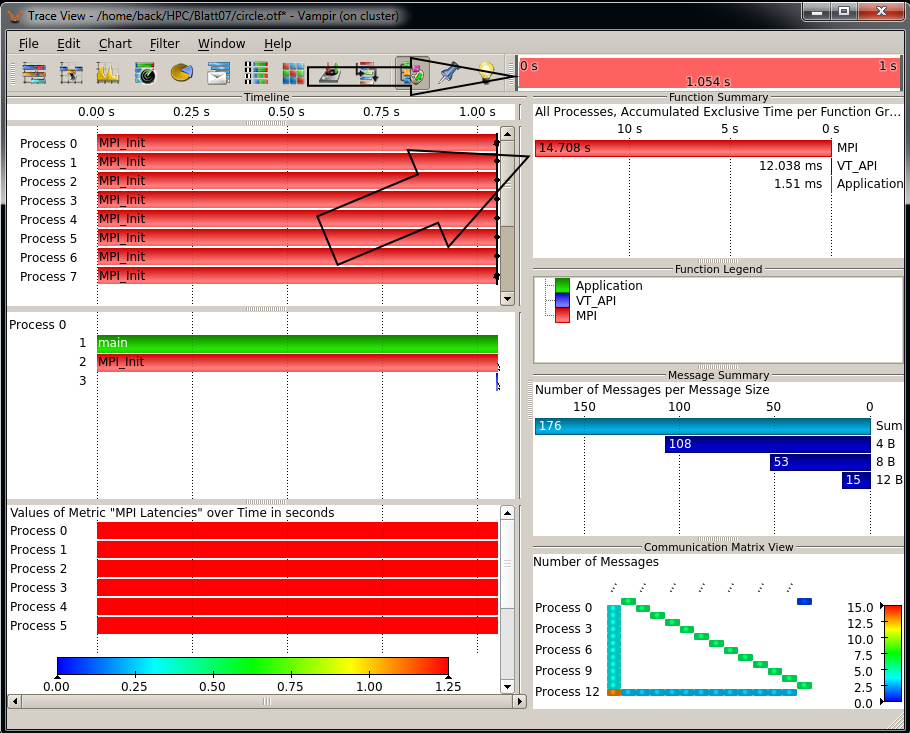 Trace View - /home/back/HPC/Blatt07/circle.otf* - Vampir (on cluster)
File Edit Chart Filter Window Help
0 s 1 s
1.054 s
Timeline
0.00 s 0.25 s 0.50 s 0.75 s 1.00 s
Process 0 MPI_Init
Process 1 MPI_Init
Process 2 MPI_Init
Process 3 MPI_Init
Process 4 MPI_Init
Process 5 MPI_Init
Process 6 MPI_Init
Process 7 MPI_Init
Process 0
1 main
2 MPI_Init
3
Values of Metric "MPI Latencies" over Time in seconds
Process 0
Process 1
Process 2
Process 3
Process 4
Process 5
0.00 0.25 0.50 0.75 1.00 1.25
Function Summary
All Processes, Accumulated Exclusive Time per Function Gr...
10 s 5 s 0 s
14.708 s MPI
12.038 ms VT_API
1.51 ms Application
Function Legend
Application
VT_API
MPI
Message Summary
Number of Messages per Message Size
150 100 50 0
176 Sum
108 4 B
53 8 B
15 12 B
Communication Matrix View
Number of Messages
... ... ... ... ... ... ...
Process 0
Process 3
Process 6
Process 9
Process 12
15.0
12.5
10.0
7.5
5.0
2.5
0.0